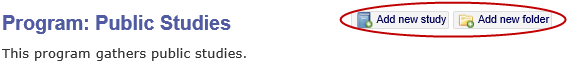 Program: Public Studies
Add new study
Add new folder
This program gathers public studies.